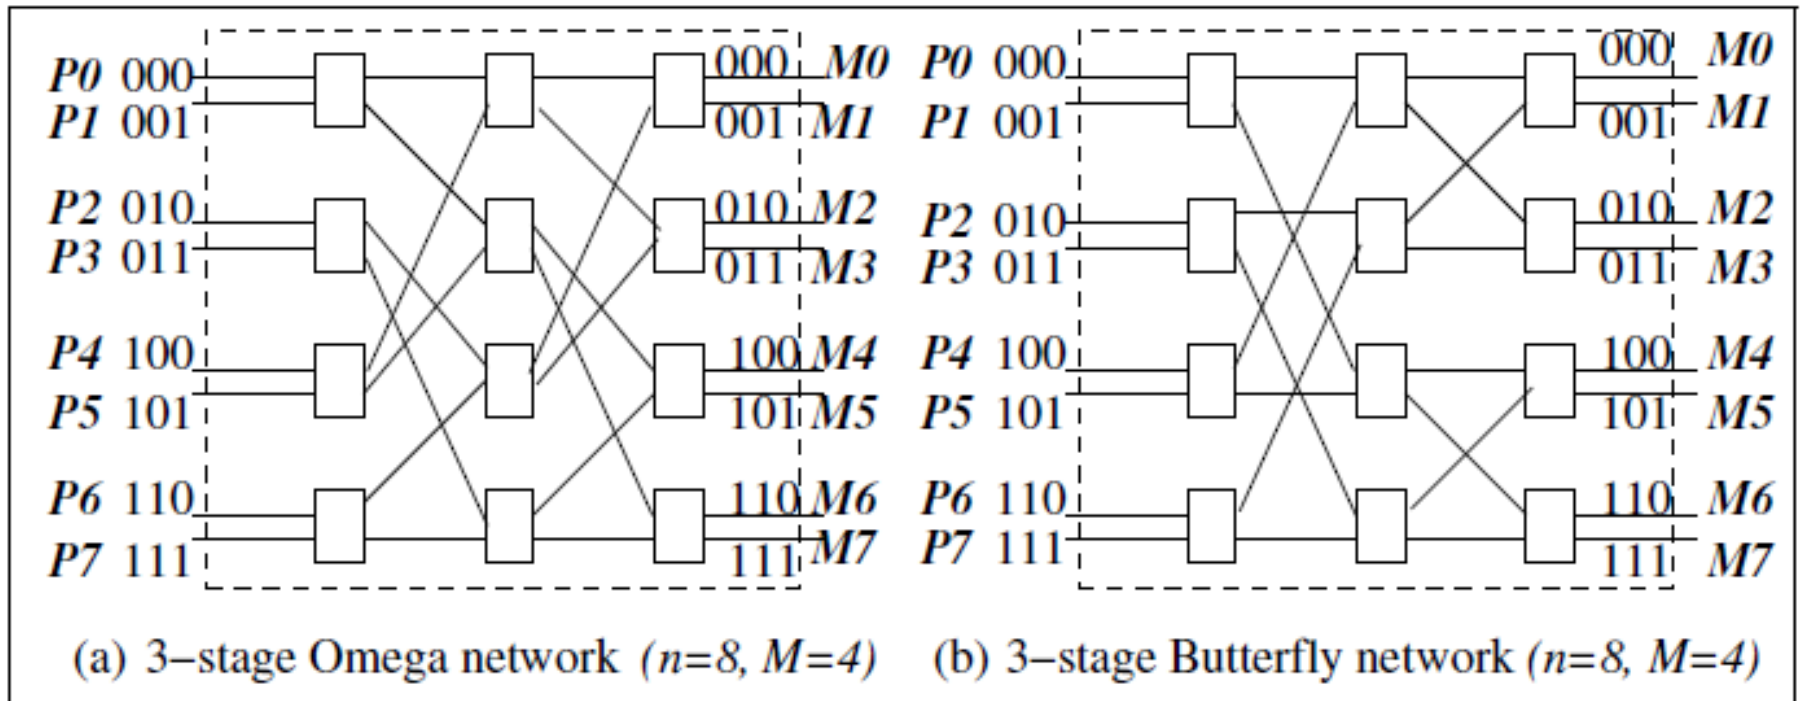 P0 000 000 M0 P0 000 000 M0
P1 001 001 M1 P1 001 001 M1
P2 010 010 M2 P2 010 010 M2
P3 011 011 M3 P3 011 011 M3
P4 100 100 M4 P4 100 100 M4
P5 101 101 M5 P5 101 101 M5
P6 110 110 M6 P6 110 110 M6
P7 111 111 M7 P7 111 111 M7
(a) 3−stage Omega network (n=8, M=4) (b) 3−stage Butterfly network (n=8, M=4)